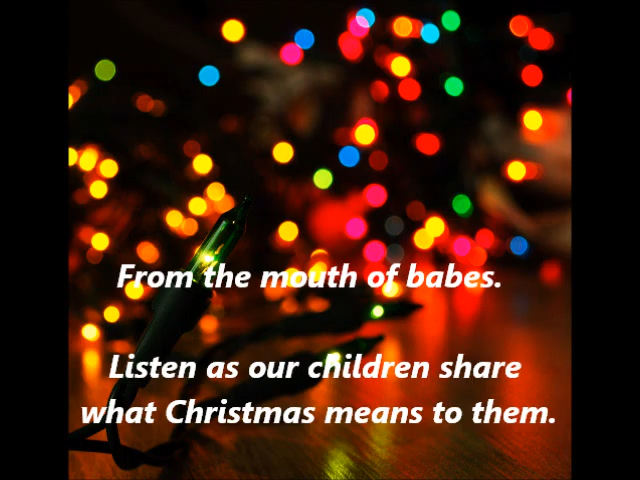 From the mouth of babes.
Listen as our children share
what Christmas means to them.